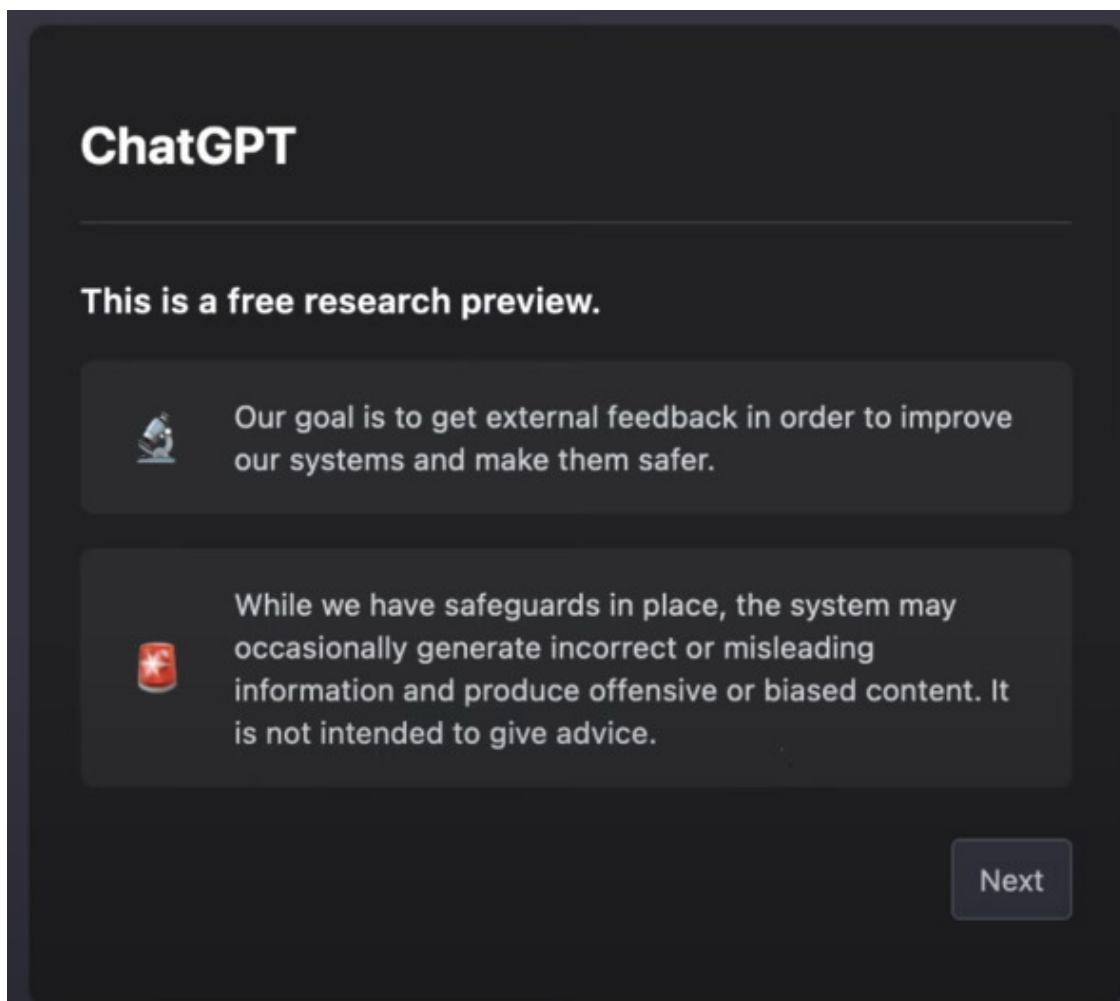 ChatGPT
This is a free research preview.
Our goal is to get external feedback in order to improve
our systems and make them safer.
While we have safeguards in place, the system may
occasionally generate incorrect or misleading
information and produce offensive or biased content. It
is not intended to give advice.
Next